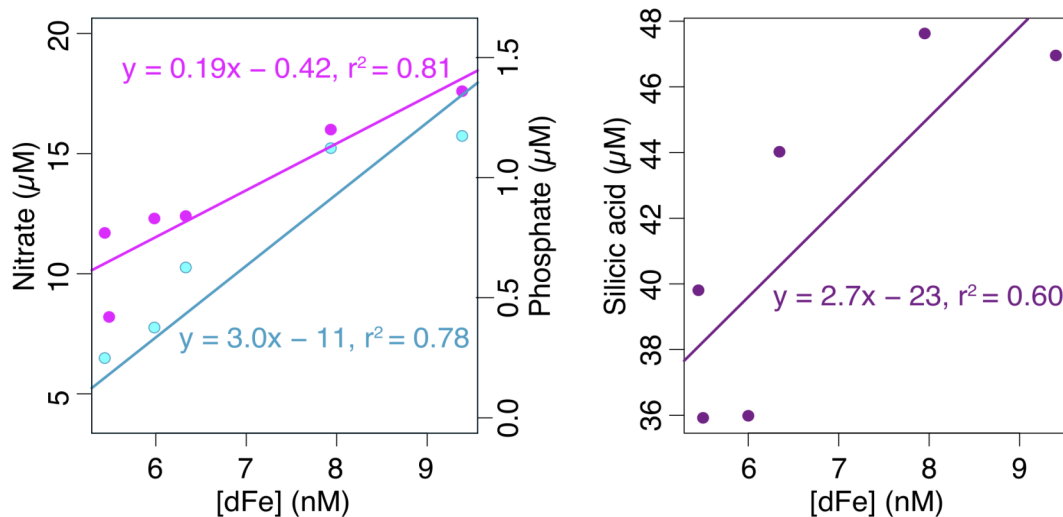 20
15
10
5
Nitrate (µM)
y = 0.19x − 0.42, r² = 0.81
y = 3.0x − 11, r² = 0.78
1.5
1.0
0.5
0.0
Phosphate (µM)
6 7 8 9
[dFe] (nM)
48
46
44
42
40
38
36
Silicic acid (µM)
y = 2.7x − 23, r² = 0.60
6 7 8 9
[dFe] (nM)